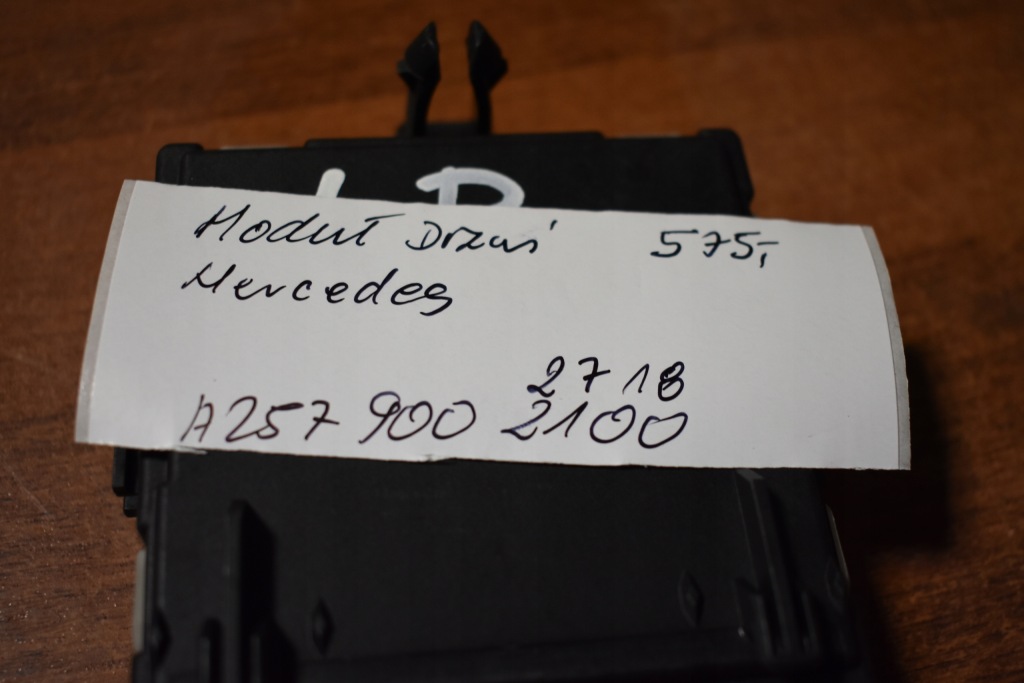 Moduł Drzwi 575,-
Mercedes
2718
A257 900 2100